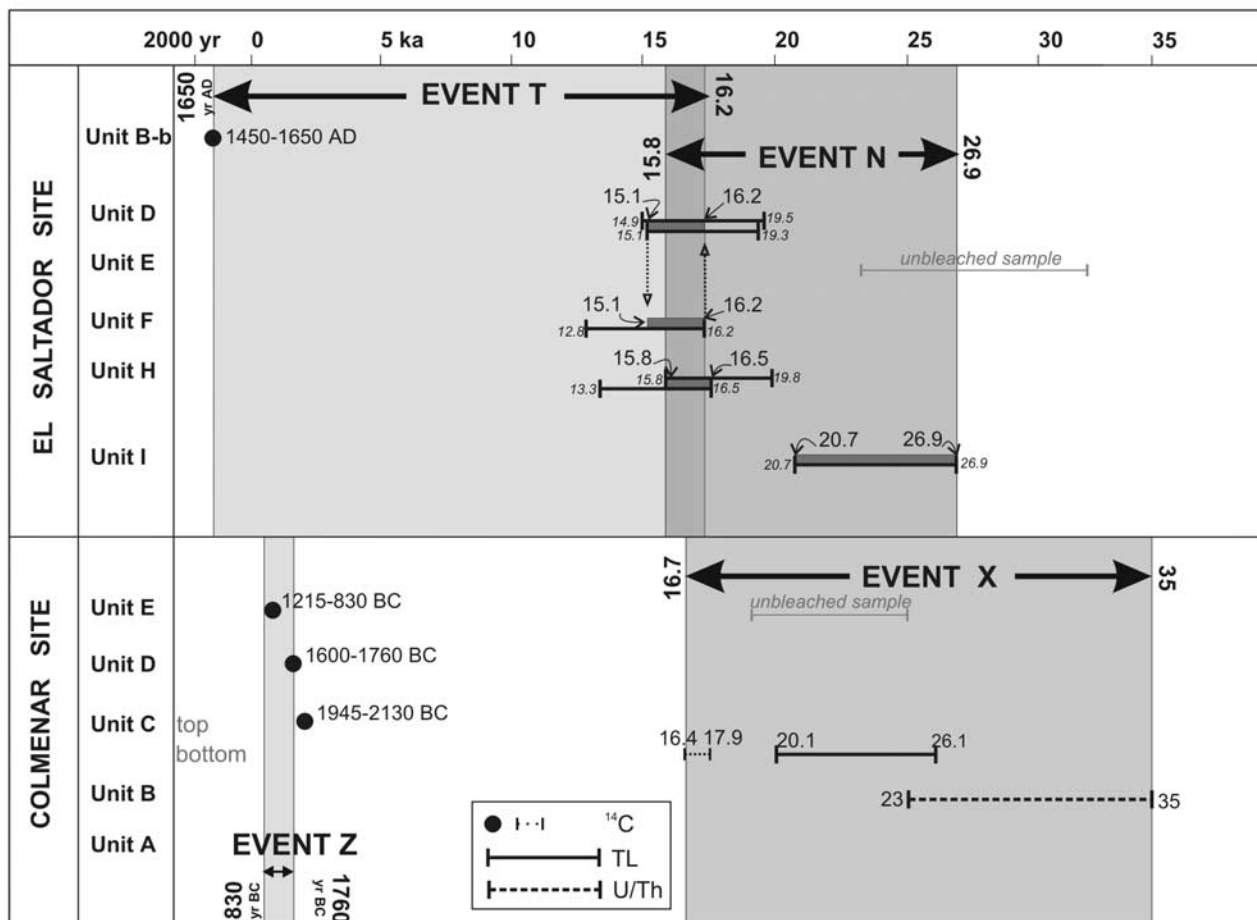 2000 yr 0 5 ka 10 15 20 25 30 35
EL SALTADOR SITE
1650
yr AD
EVENT T
16.2
Unit B-b
1450-1650 AD
15.8
EVENT N
26.9
15.1 16.2
Unit D
14.9 19.5
15.1 19.3
Unit E
unbleached sample
15.1 16.2
Unit F
12.8 16.2
15.8 16.5
Unit H
15.8 19.8
13.3 16.5
20.7 26.9
Unit I
20.7 26.9
COLMENAR SITE
16.7
EVENT X
35
Unit E
1215-830 BC
unbleached sample
Unit D
1600-1760 BC
Unit C
1945-2130 BC
top
bottom
16.4 17.9 20.1 26.1
Unit B
23 35
Unit A
EVENT Z
830
yr BC
1760
yr BC
14C
TL
U/Th